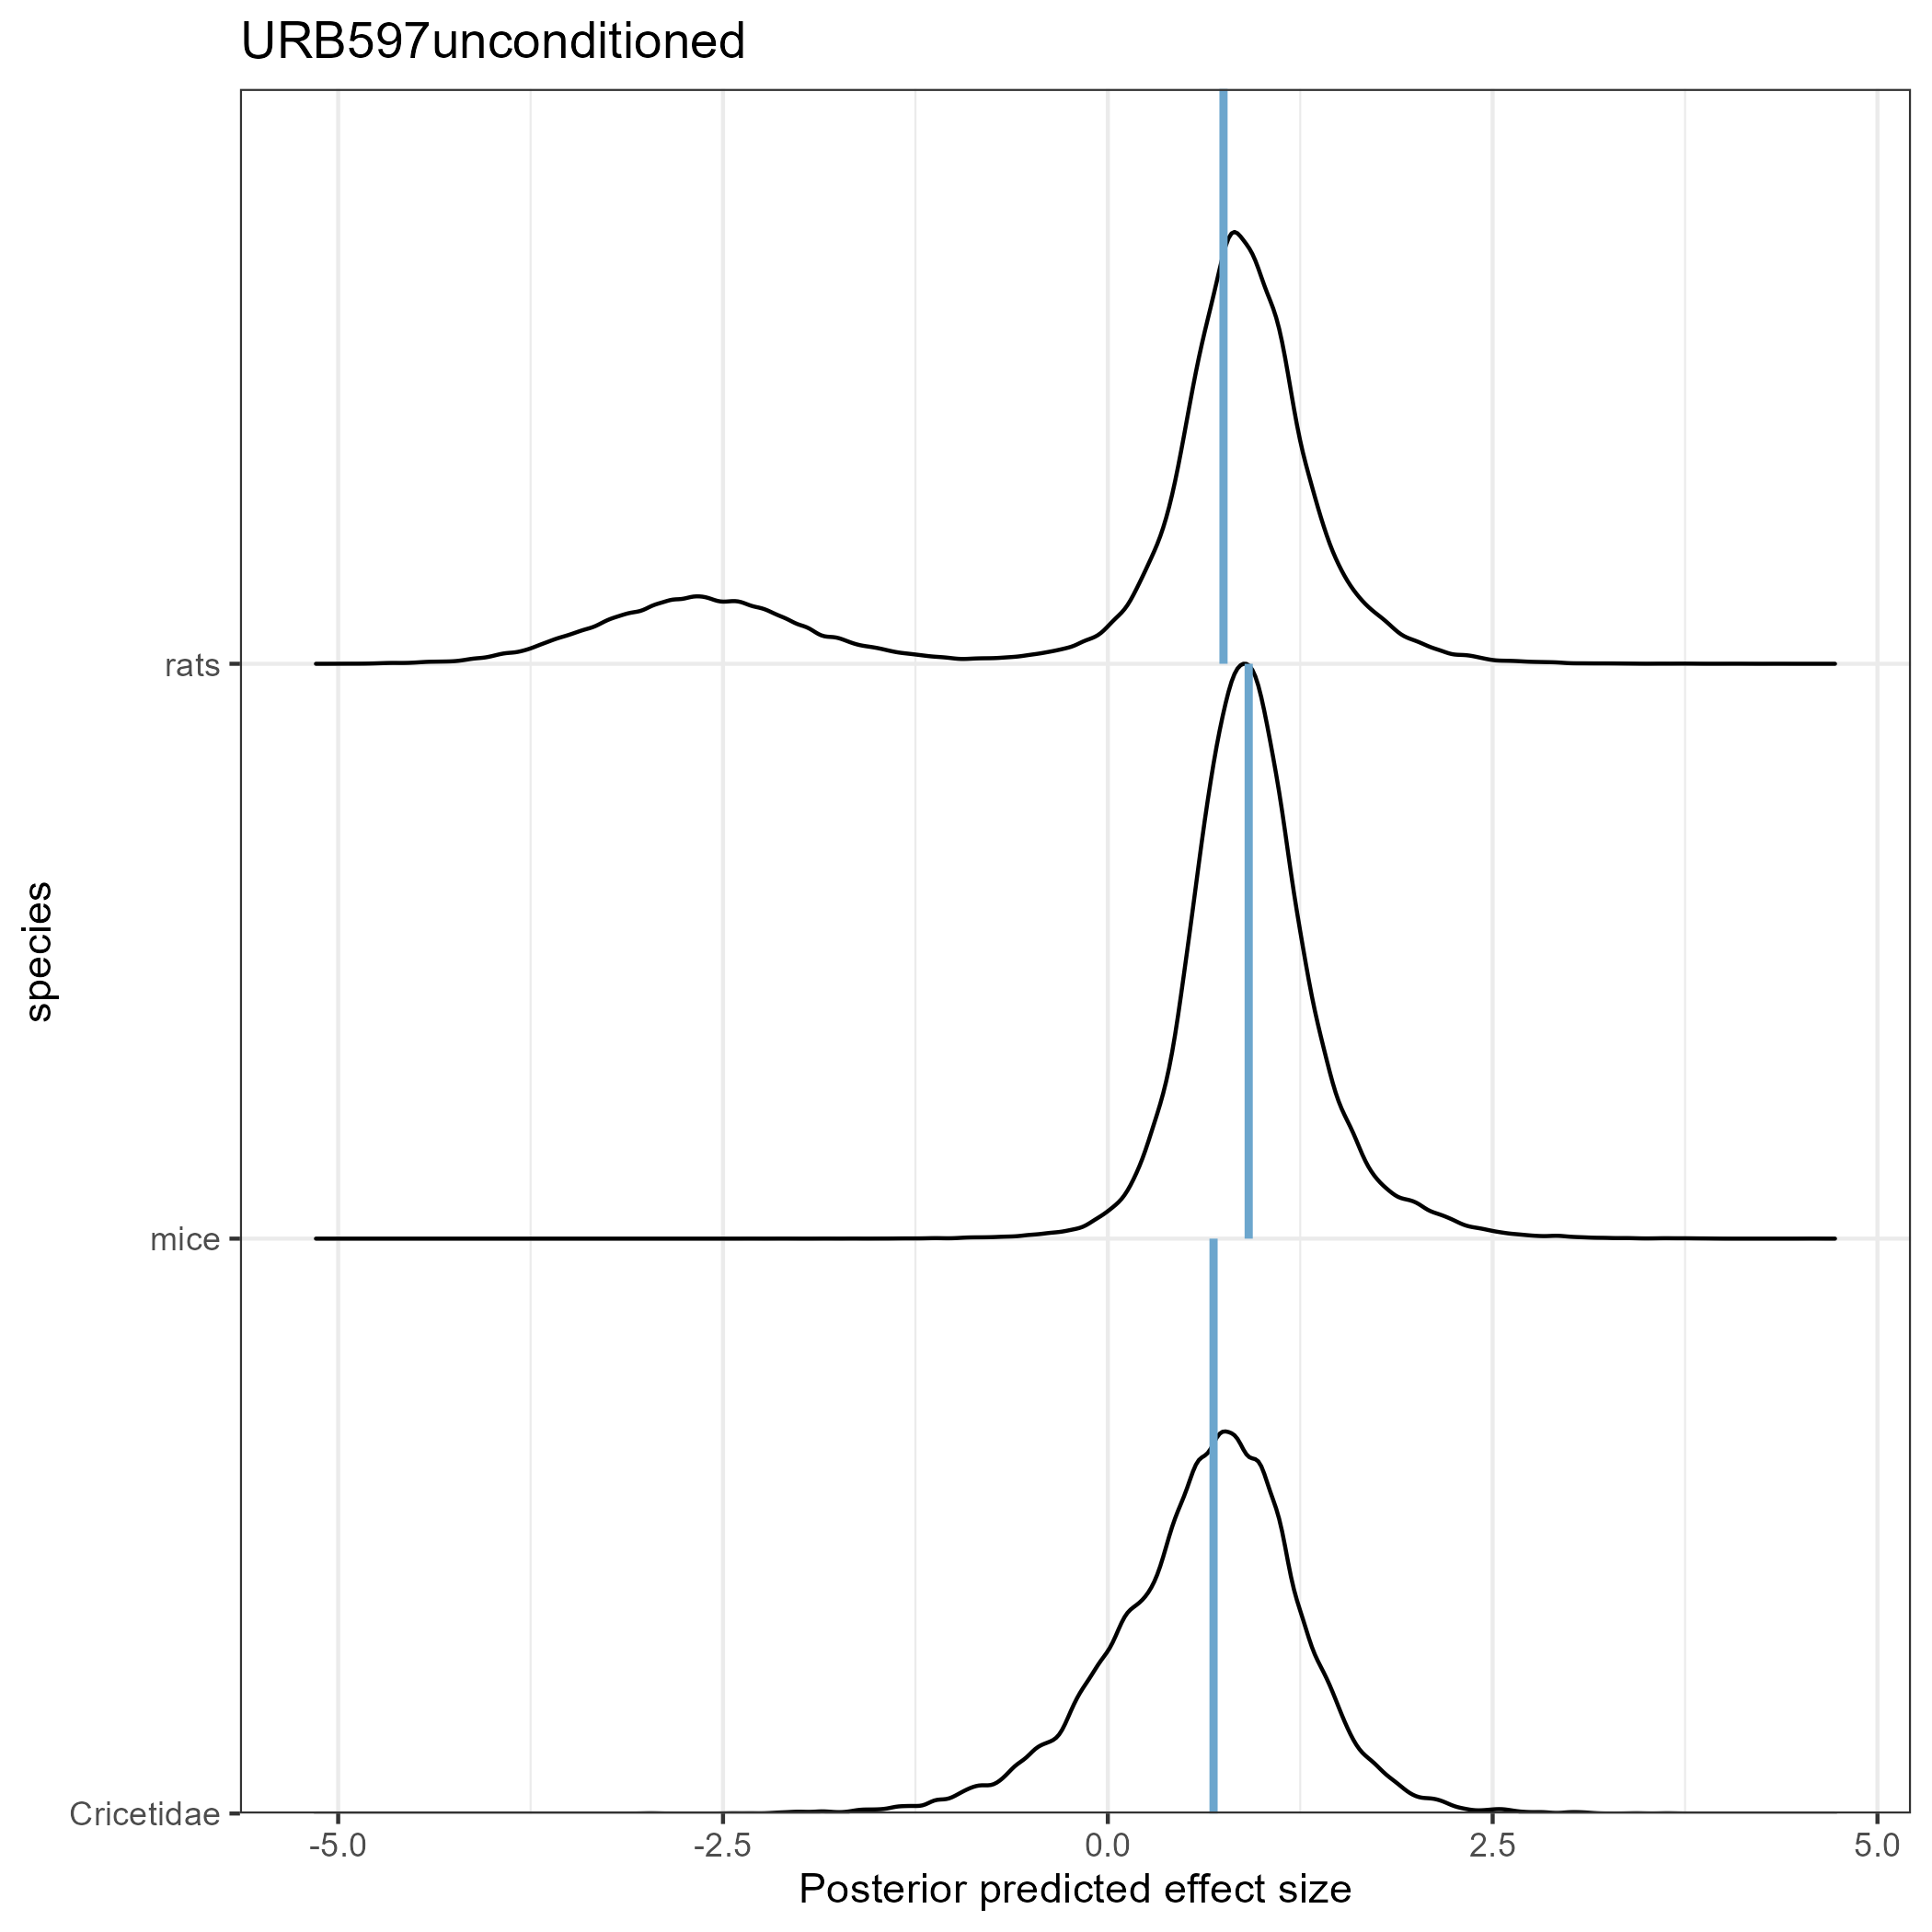 URB597unconditioned
species
rats
mice
Cricetidae
-5.0 -2.5 0.0 2.5 5.0
Posterior predicted effect size